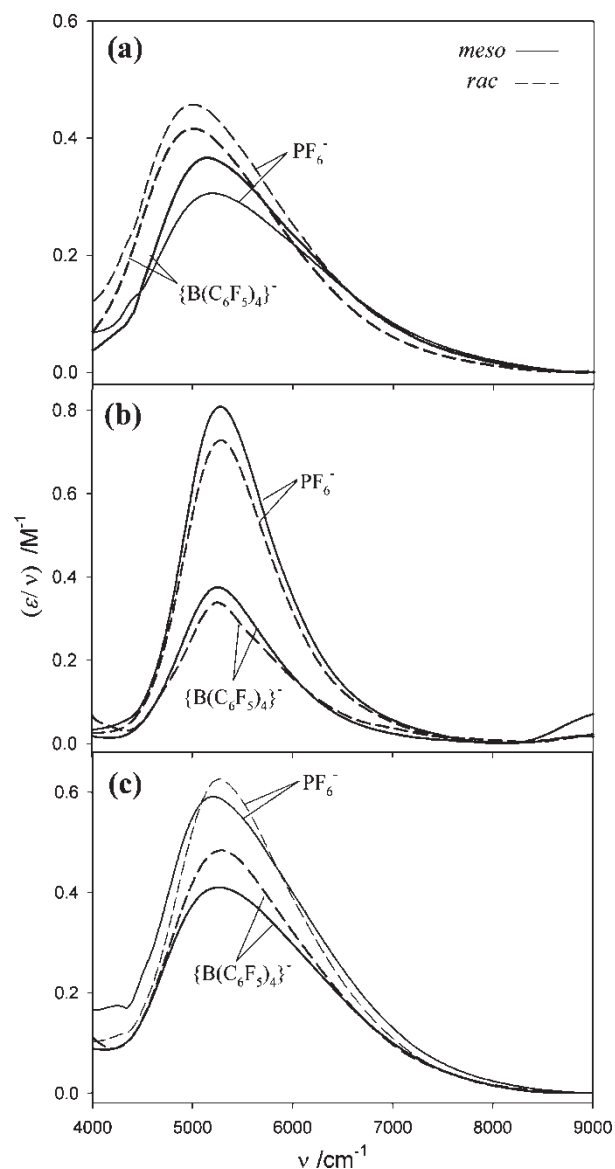 0.6
(a)
meso
rac
PF₆⁻
0.4
0.2
{B(C₆F₅)₄}⁻
0.0
(b)
0.8
PF₆⁻
0.6
(ε/ν) /M⁻¹
0.4
0.2
{B(C₆F₅)₄}⁻
0.0
(c)
0.6
PF₆⁻
0.4
{B(C₆F₅)₄}⁻
0.2
0.0
4000 5000 6000 7000 8000 9000
ν /cm⁻¹